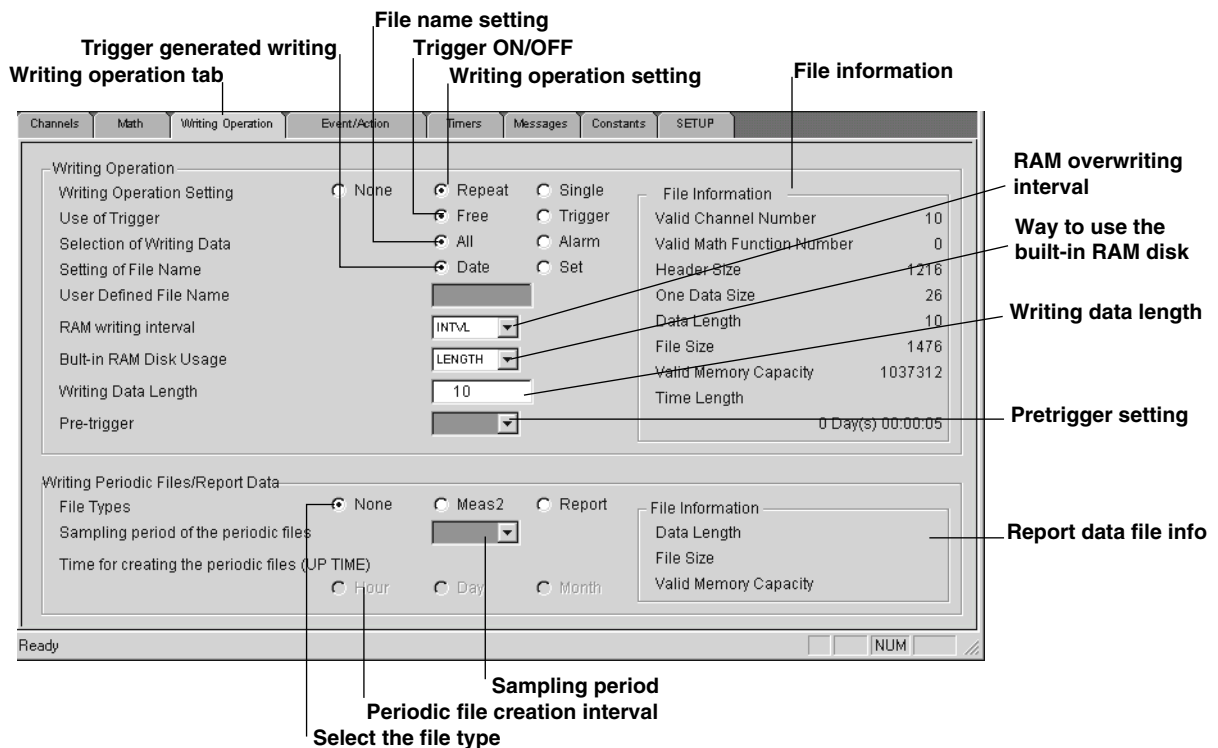 File name setting
Trigger generated writing Trigger ON/OFF
Writing operation tab Writing operation setting File information
Channels Math Writing Operation Event/Action Timers Messages Constants SETUP
Writing Operation
Writing Operation Setting None Repeat Single
Use of Trigger Free Trigger
Selection of Writing Data All Alarm
Setting of File Name Date Set
User Defined File Name
RAM writing interval INTVL
Bult-in RAM Disk Usage LENGTH
Writing Data Length 10
Pre-trigger
File Information
Valid Channel Number 10
Valid Math Function Number 0
Header Size 1216
One Data Size 26
Data Length 10
File Size 1476
Valid Memory Capacity 1037312
Time Length
0 Day(s) 00:00:05
RAM overwriting
interval
Way to use the
built-in RAM disk
Writing data length
Pretrigger setting
Writing Periodic Files/Report Data
File Types None Meas2 Report
Sampling period of the periodic files
Time for creating the periodic files (UP TIME)
Hour Day Month
File Information
Data Length
File Size
Valid Memory Capacity
Report data file info
Ready NUM
Sampling period
Periodic file creation interval
Select the file type